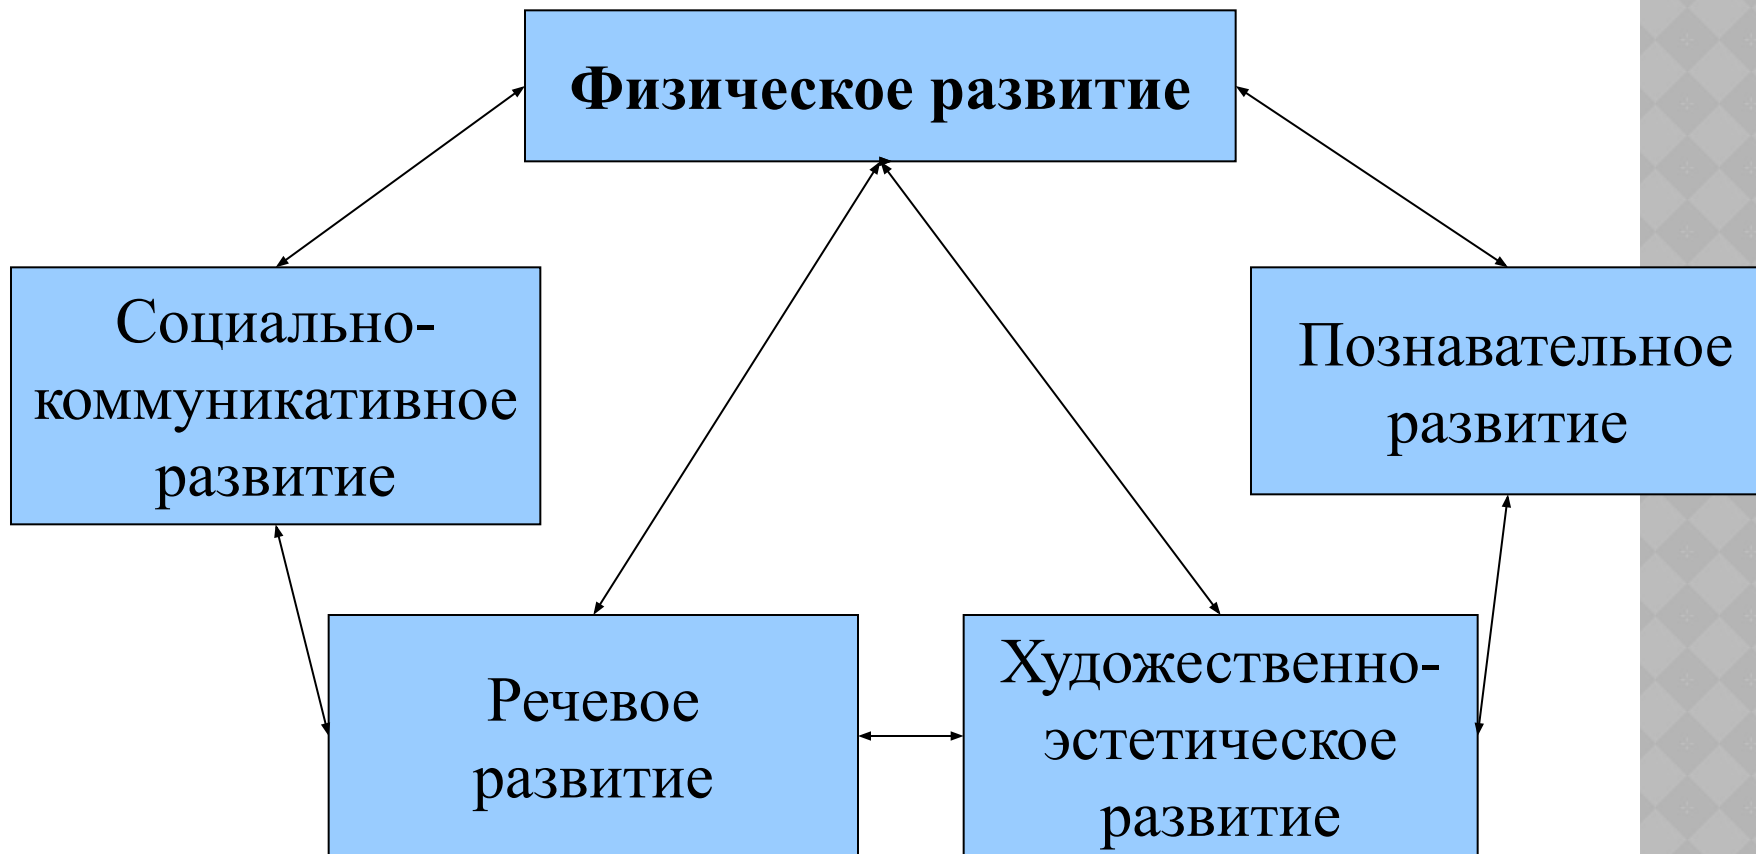 Физическое развитие
Социально-
коммуникативное
развитие
Познавательное
развитие
Речевое
развитие
Художественно-
эстетическое
развитие